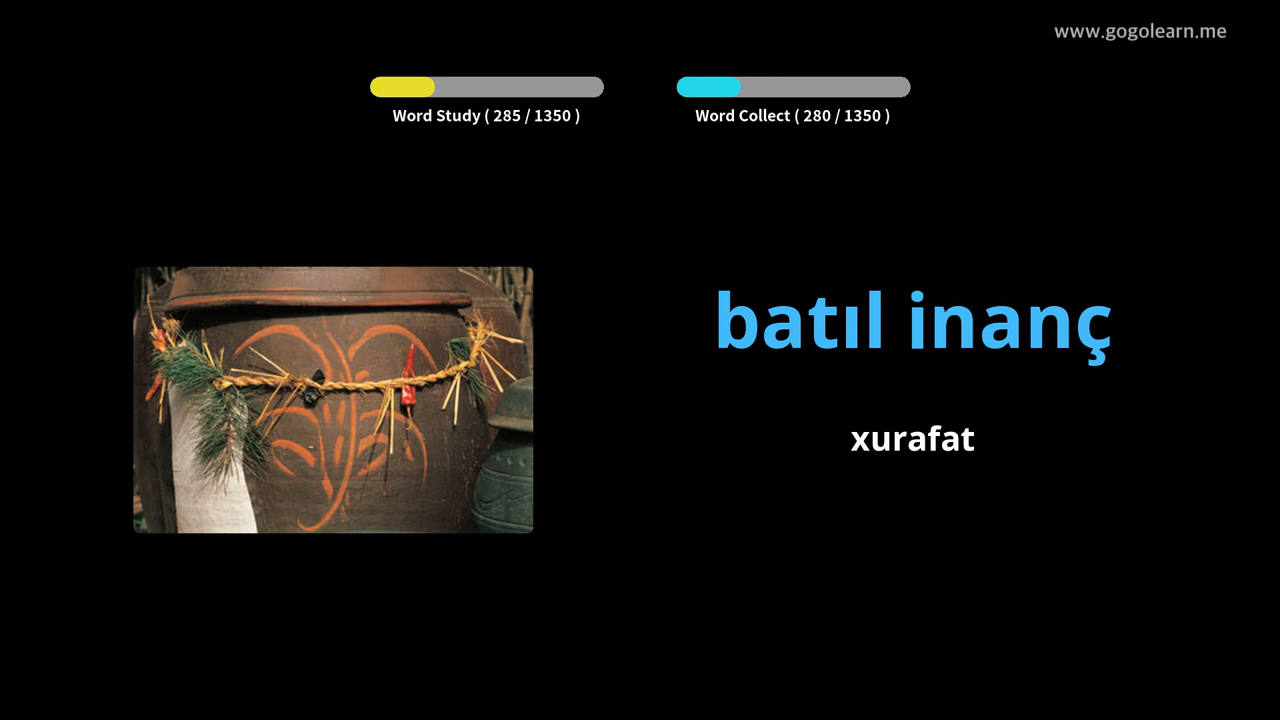 www.gogolearn.me
Word Study ( 285 / 1350 )
Word Collect ( 280 / 1350 )
batıl inanç
xurafat